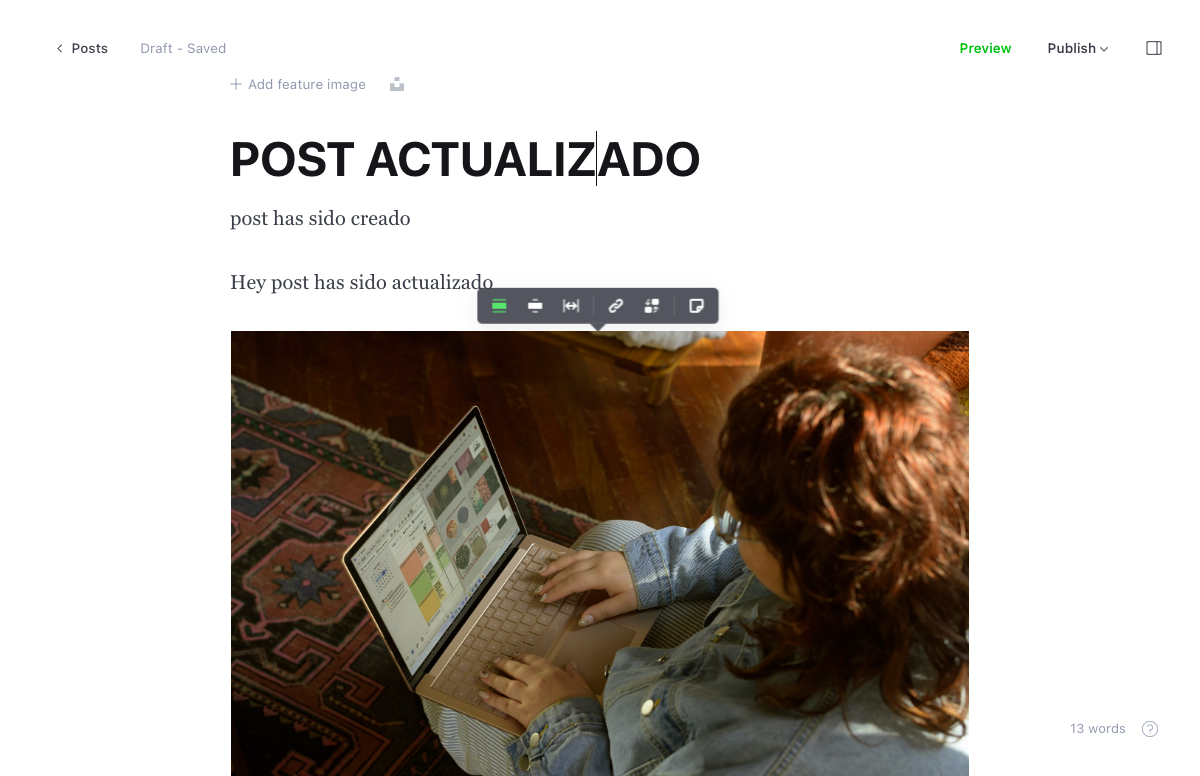 Posts
Draft - Saved
Preview
Publish
Add feature image
POST ACTUALIZADO
post has sido creado
Hey post has sido actualizado
13 words